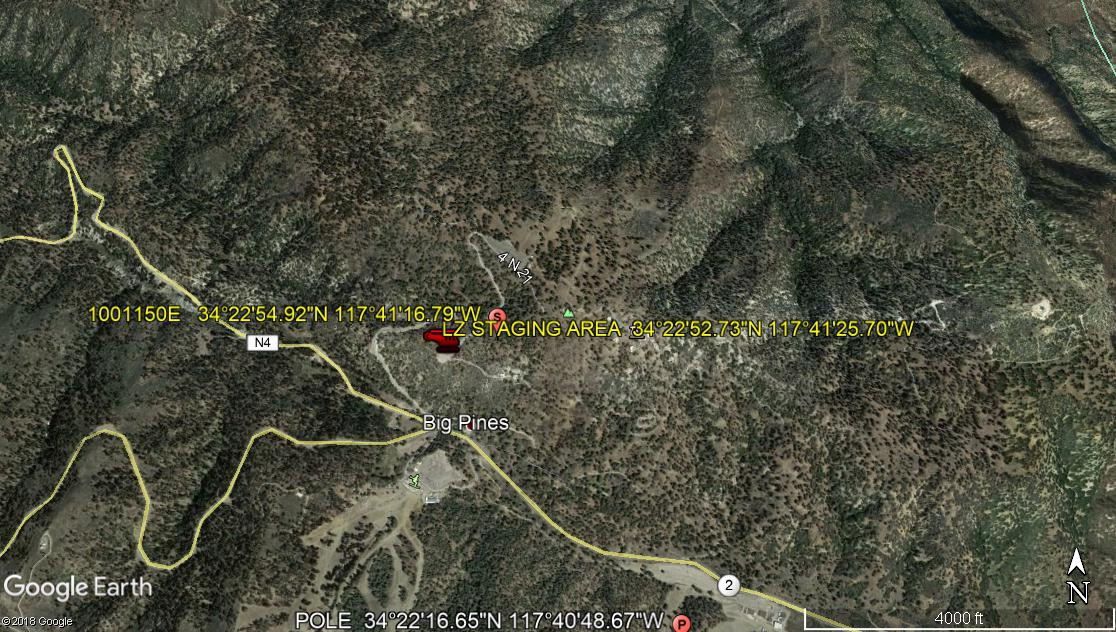 4 N 21
1001150E 34°22'54.92"N 117°41'16.79"W
S
LZ STAGING AREA 34°22'52.73"N 117°41'25.70"W
N4
Big Pines
2
Google Earth
N
©2018 Google
POLE 34°22'16.65"N 117°40'48.67"W
P
4000 ft